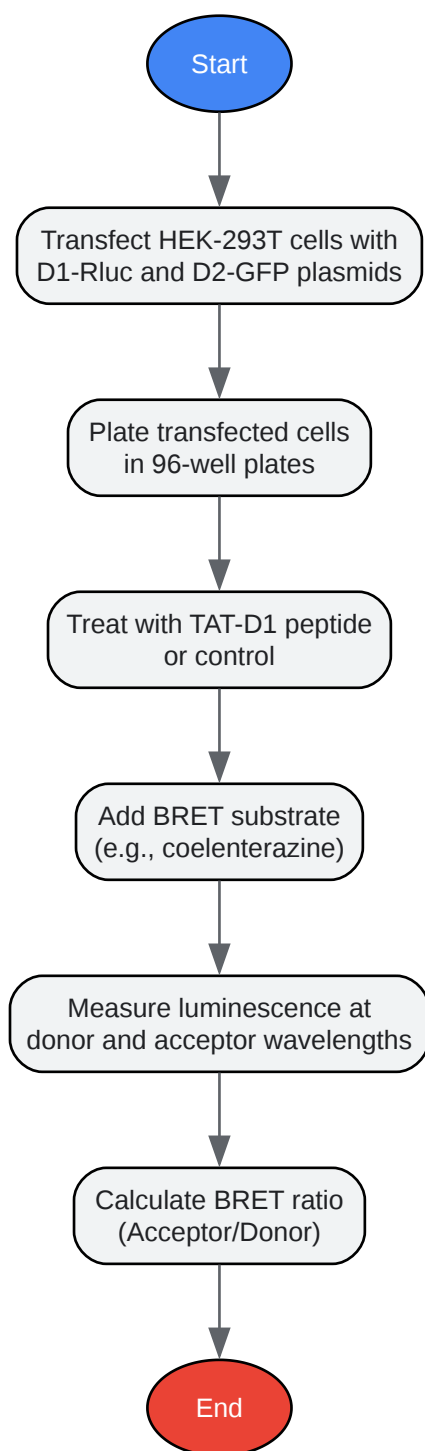 Start
Transfect HEK-293T cells with
D1-Rluc and D2-GFP plasmids
Plate transfected cells
in 96-well plates
Treat with TAT-D1 peptide
or control
Add BRET substrate
(e.g., coelenterazine)
Measure luminescence at
donor and acceptor wavelengths
Calculate BRET ratio
(Acceptor/Donor)
End